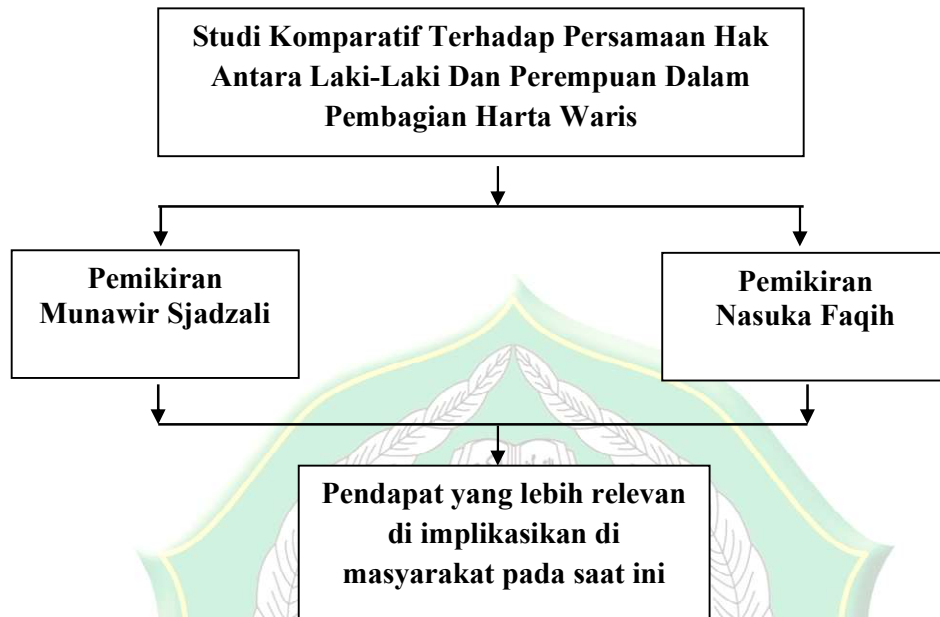 Studi Komparatif Terhadap Persamaan Hak
Antara Laki-Laki Dan Perempuan Dalam
Pembagian Harta Waris
Pemikiran
Munawir Sjadzali
Pemikiran
Nasuka Faqih
Pendapat yang lebih relevan
di implikasikan di
masyarakat pada saat ini